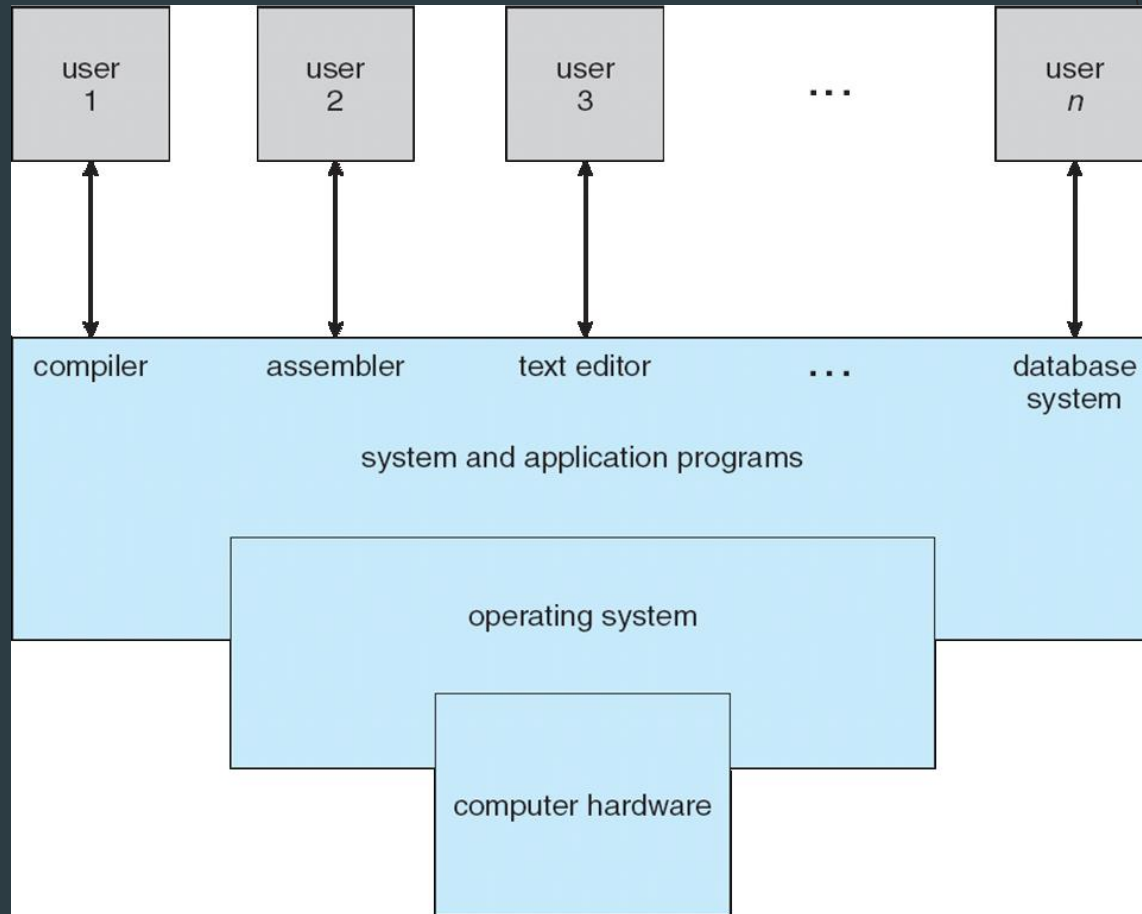 user
1
user
2
user
3
...
user
n
compiler
assembler
text editor
...
database
system
system and application programs
operating system
computer hardware